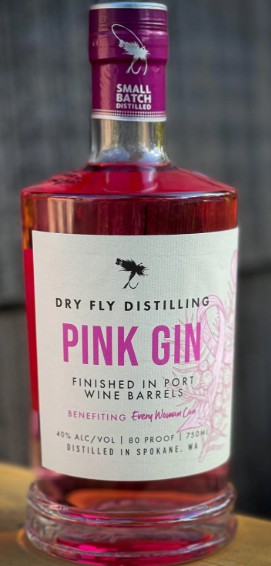 SMALL
BATCH
DISTILLED
DRY FLY DISTILLING
PINK GIN
FINISHED IN PORT
WINE BARRELS
BENEFITING Every Woman Can
40% ALC/VOL | 80 PROOF | 750ML
DISTILLED IN SPOKANE, WA